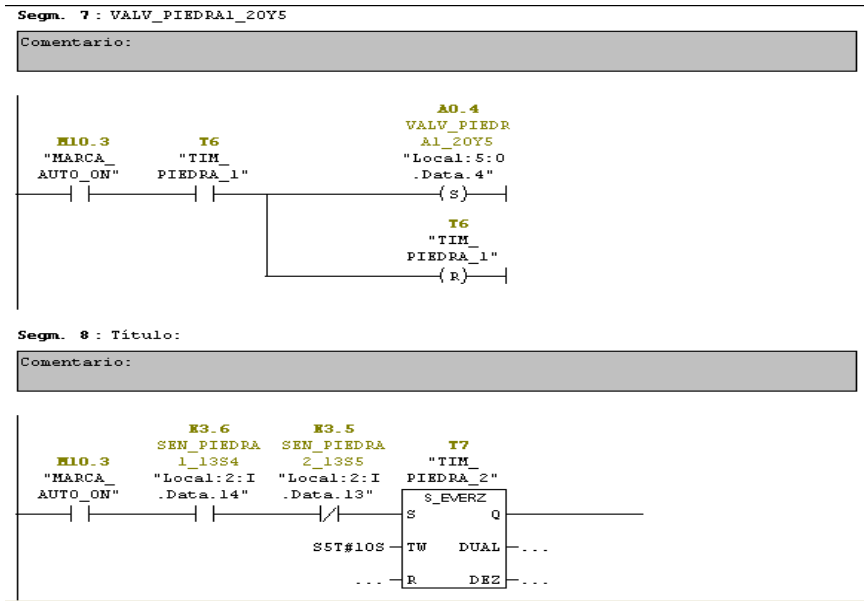 Segm. 7 : VALV_PIEDRA1_20Y5
Comentario:
A0.4
VALV_PIEDR
M10.3 T6 A1_20Y5
"MARCA_ "TIM_ "Local:5:O
AUTO_ON" PIEDRA_1" .Data.4"
( S )
T6
"TIM_
PIEDRA_1"
( R )
Segm. 8 : Título:
Comentario:
E3.6 E3.5
SEN_PIEDRA SEN_PIEDRA T7
M10.3 1_13S4 2_13S5 "TIM_
"MARCA_ "Local:2:I "Local:2:I PIEDRA_2"
AUTO_ON" .Data.14" .Data.13" S_EVERZ
S Q
S5T#10S TW DUAL ...
... R DEZ ...